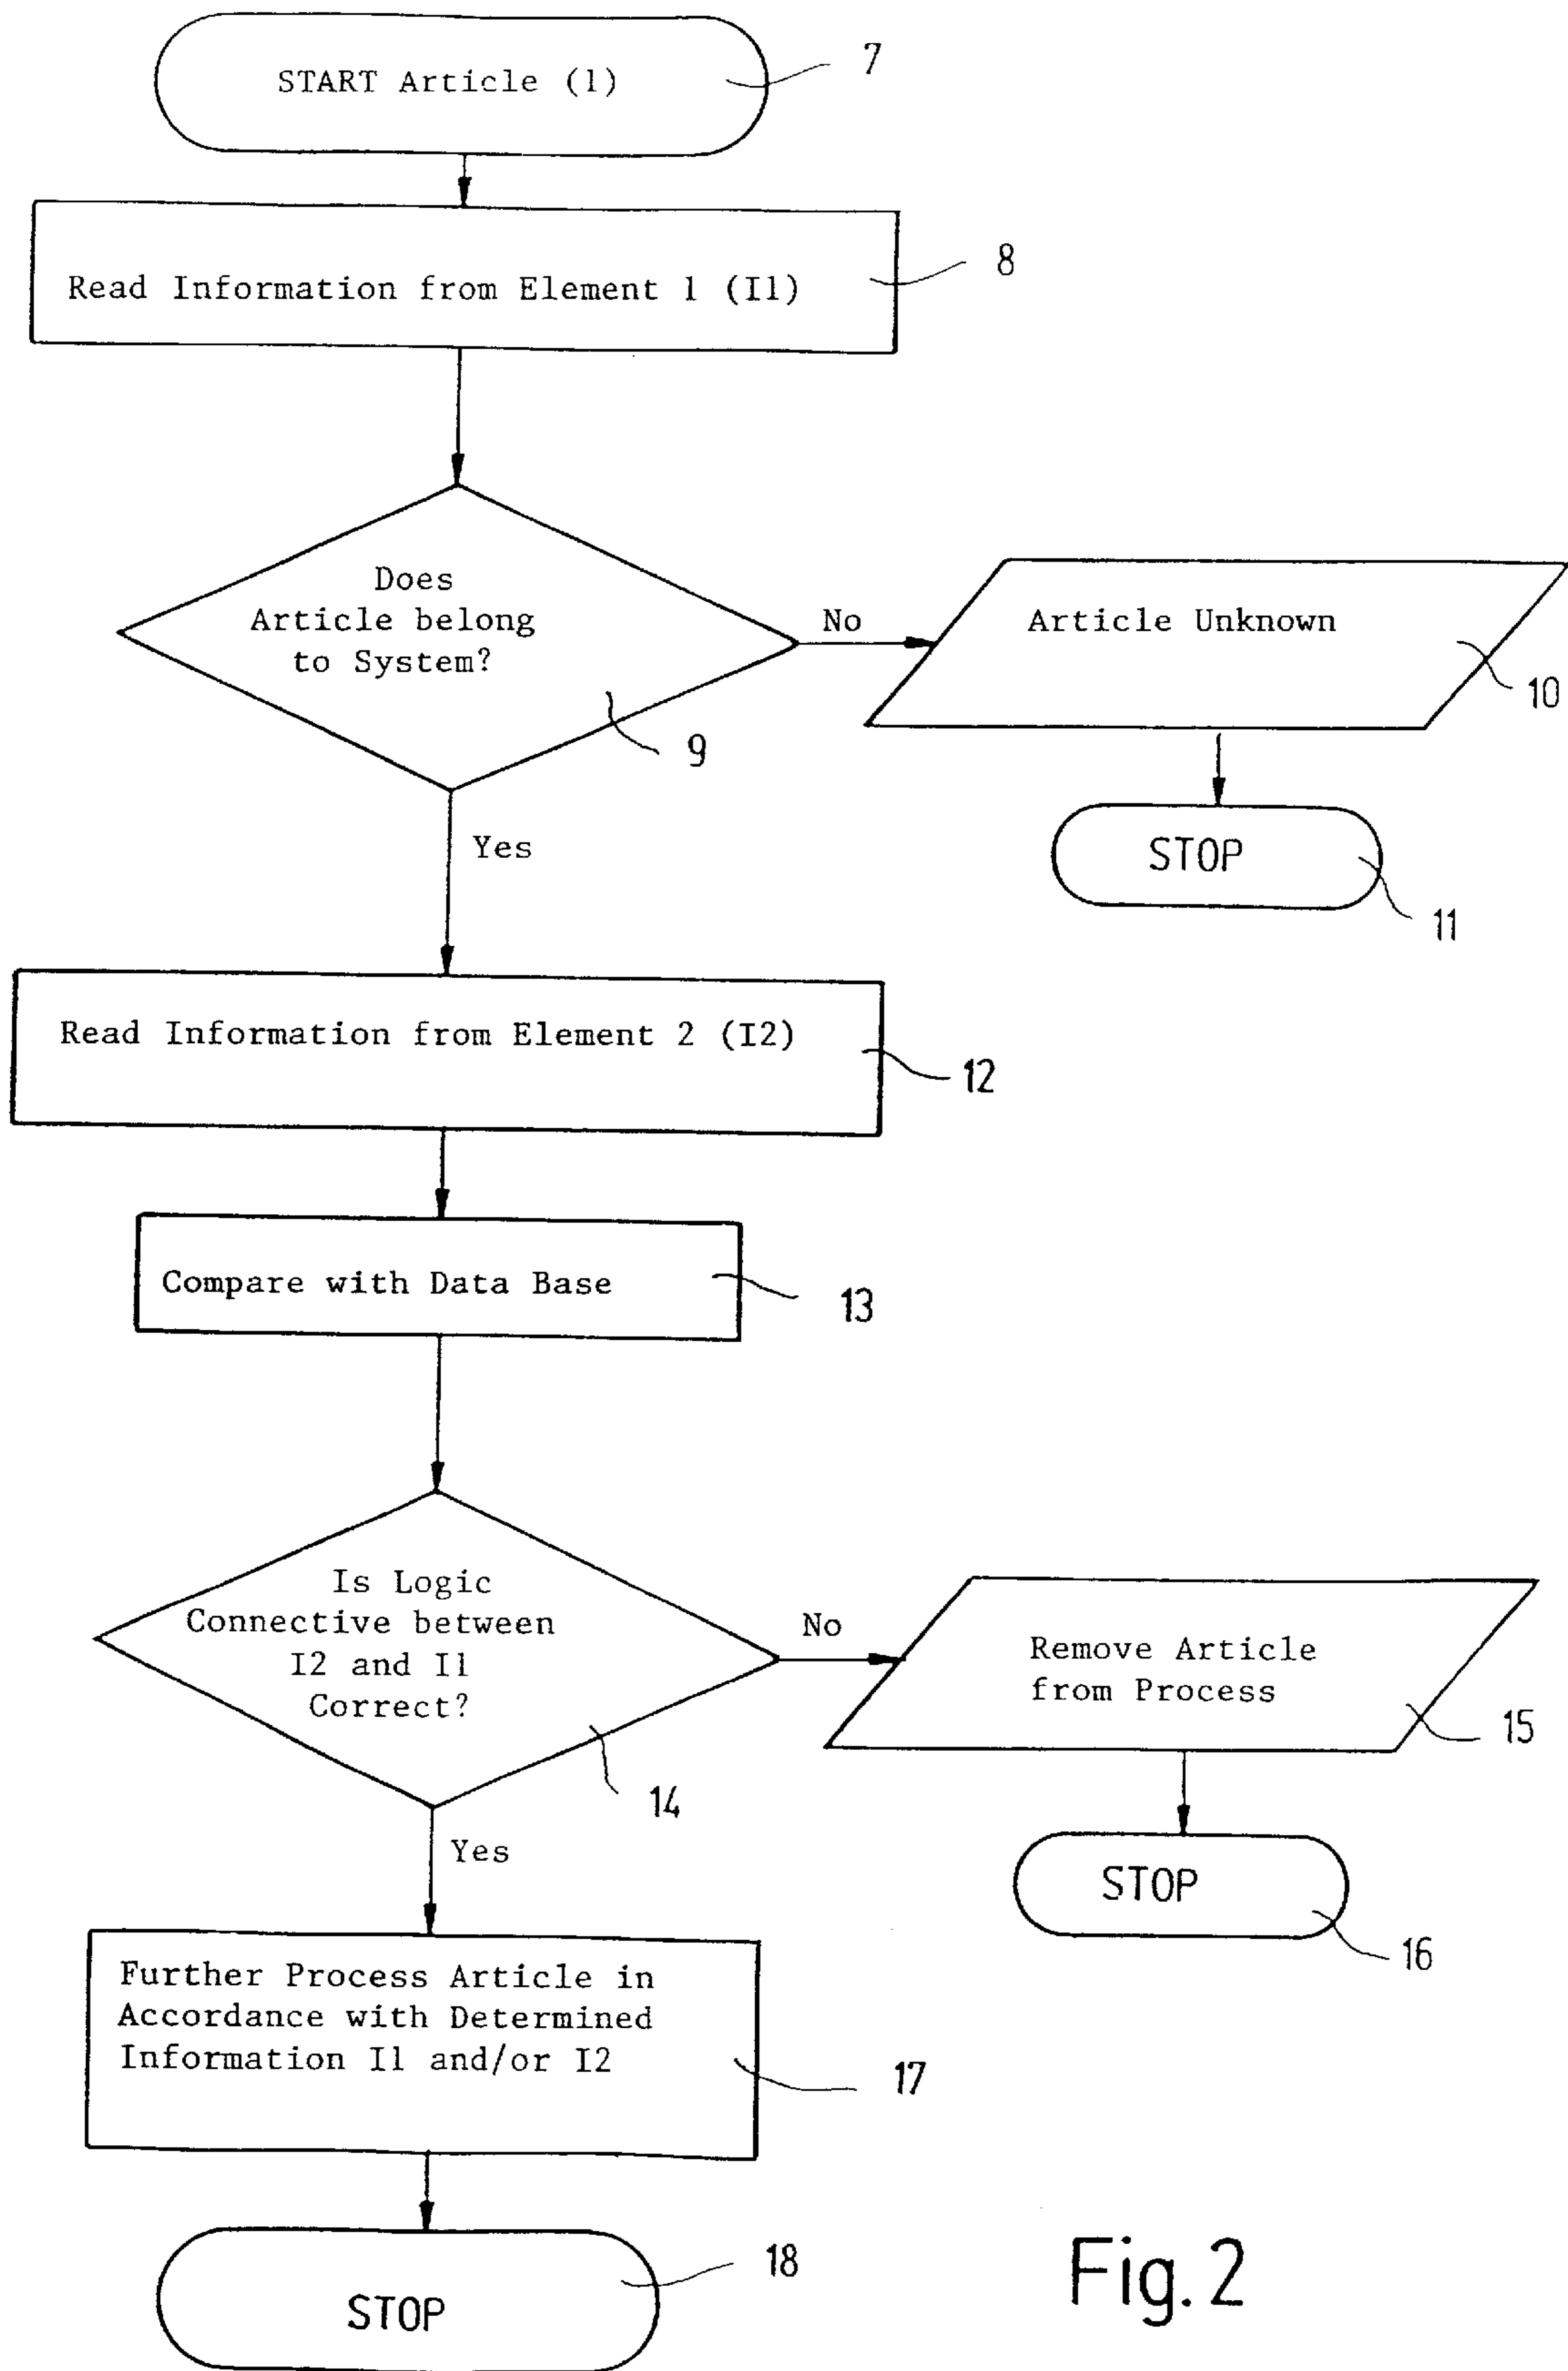 START Article (1)
7
Read Information from Element 1 (I1)
8
Does
Article belong
to System?
9
No
Article Unknown
10
STOP
11
Yes
Read Information from Element 2 (I2)
12
Compare with Data Base
13
Is Logic
Connective between
I2 and I1
Correct?
14
No
Remove Article
from Process
15
STOP
16
Yes
Further Process Article in
Accordance with Determined
Information I1 and/or I2
17
STOP
18
Fig. 2